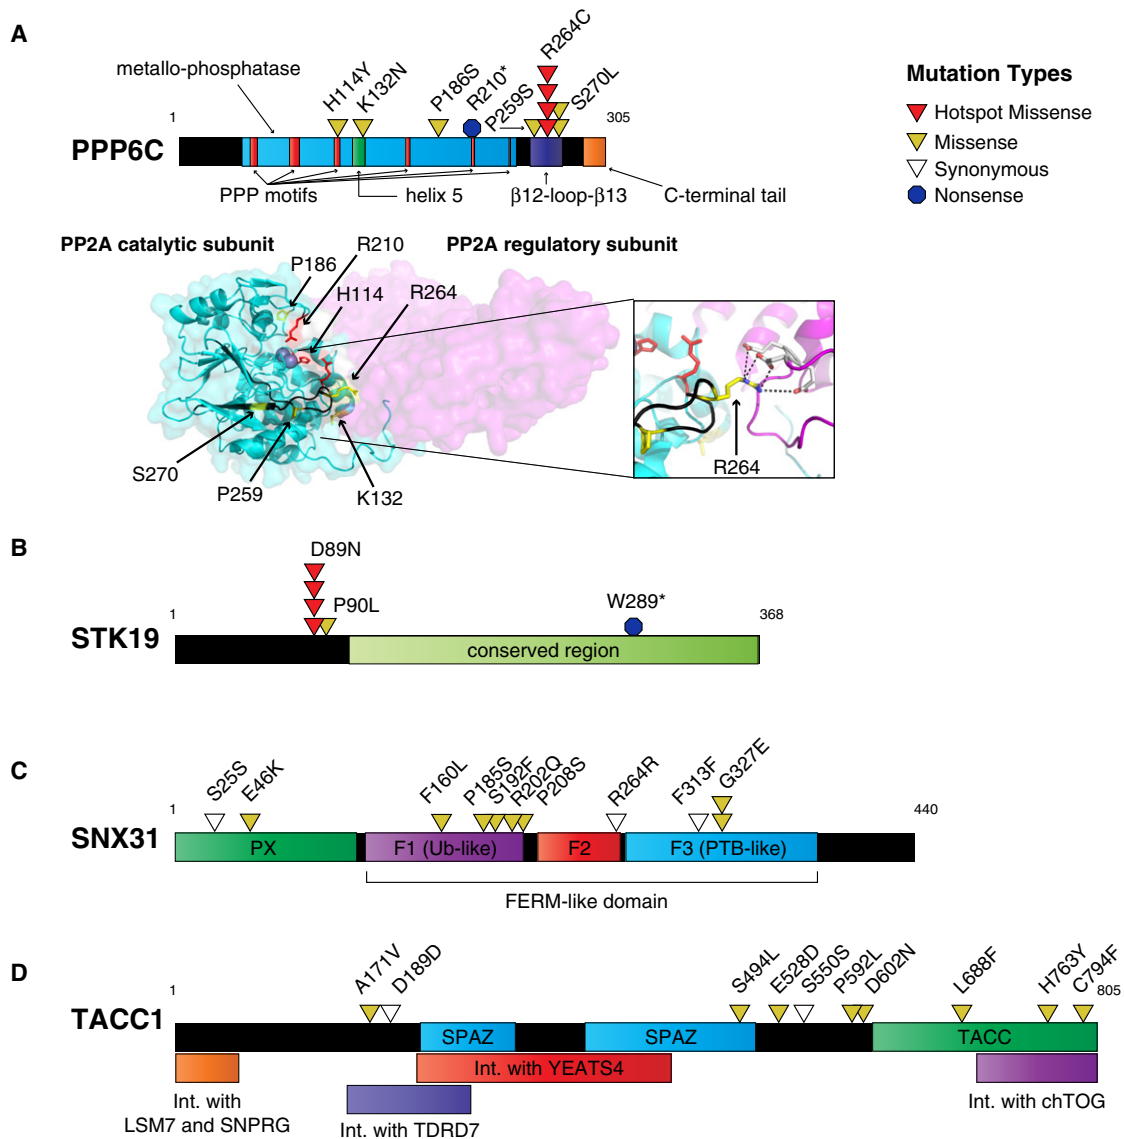 A
metallo-phosphatase
H114Y
K132N
P186S
R210*
P259S
R264C
S270L
1
305
PPP6C
PPP motifs
helix 5
β12-loop-β13
C-terminal tail
Mutation Types
Hotspot Missense
Missense
Synonymous
Nonsense
PP2A catalytic subunit
R210
PP2A regulatory subunit
P186
H114
R264
S270
P259
K132
R264
B
D89N
P90L
W289*
1
368
STK19
conserved region
C
S25S
E46K
F160L
P185S
S192F
R202Q
P208S
R264R
F313F
G327E
1
440
SNX31
PX
F1 (Ub-like)
F2
F3 (PTB-like)
FERM-like domain
D
A171V
D189D
S494L
E528D
S550S
P592L
D602N
L688F
H763Y
C794F
1
805
TACC1
SPAZ
SPAZ
TACC
Int. with YEATS4
Int. with
LSM7 and SNPRG
Int. with TDRD7
Int. with chTOG